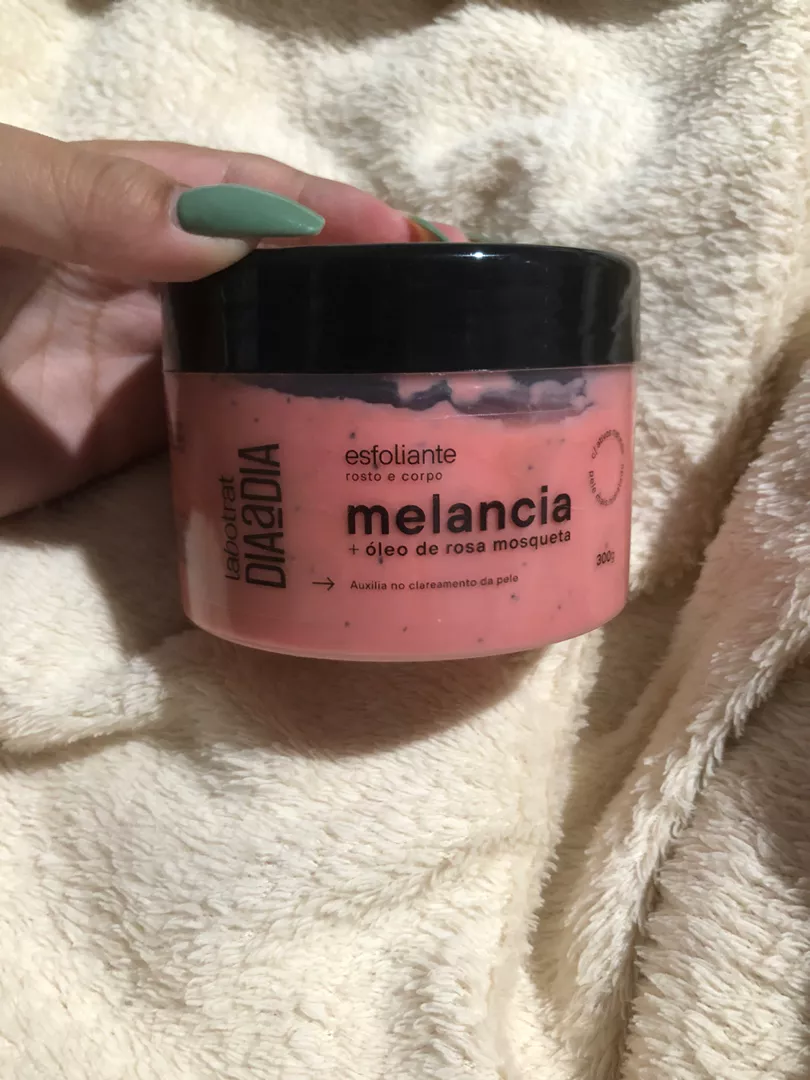 labotrat
DIAaDIA
esfoliante
rosto e corpo
melancia
+ óleo de rosa mosqueta
→ Auxilia no clareamento da pele
300g